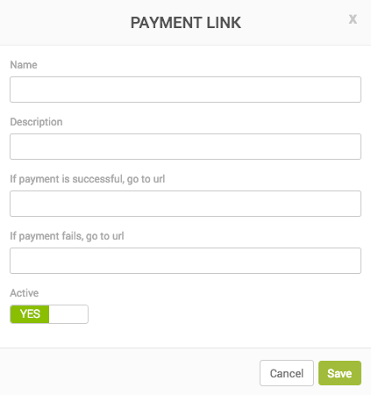 PAYMENT LINK
X
Name
Description
If payment is successful, go to url
If payment fails, go to url
Active
YES
Cancel Save